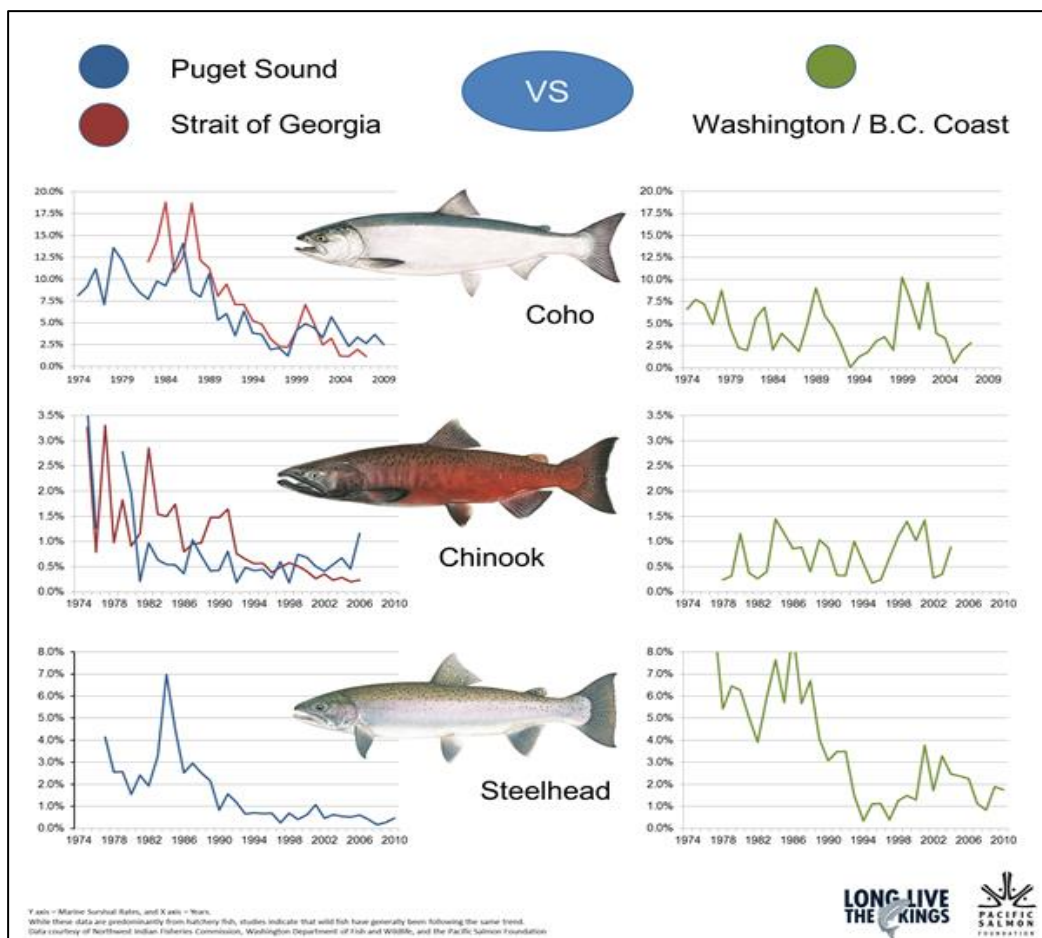 Puget Sound
Strait of Georgia
VS
Washington / B.C. Coast
20.0%
17.5%
15.0%
12.5%
10.0%
7.5%
5.0%
2.5%
0.0%
1974 1979 1984 1989 1994 1999 2004 2009
Coho
20.0%
17.5%
15.0%
12.5%
10.0%
7.5%
5.0%
2.5%
0.0%
1974 1979 1984 1989 1994 1999 2004 2009
3.5%
3.0%
2.5%
2.0%
1.5%
1.0%
0.5%
0.0%
1974 1978 1982 1986 1990 1994 1998 2002 2006 2010
Chinook
3.5%
3.0%
2.5%
2.0%
1.5%
1.0%
0.5%
0.0%
1974 1978 1982 1986 1990 1994 1998 2002 2006 2010
8.0%
7.0%
6.0%
5.0%
4.0%
3.0%
2.0%
1.0%
0.0%
1974 1978 1982 1986 1990 1994 1998 2002 2006 2010
Steelhead
8.0%
7.0%
6.0%
5.0%
4.0%
3.0%
2.0%
1.0%
0.0%
1974 1978 1982 1986 1990 1994 1998 2002 2006 2010
Y axis – Marine Survival Rates, and X axis – Years.
While these data are predominantly from hatchery fish, studies indicate that wild fish have generally been following the same trend.
Data courtesy of Northwest Indian Fisheries Commission, Washington Department of Fish and Wildlife, and the Pacific Salmon Foundation
LONG LIVE
THE KINGS
PACIFIC
SALMON
FOUNDATION